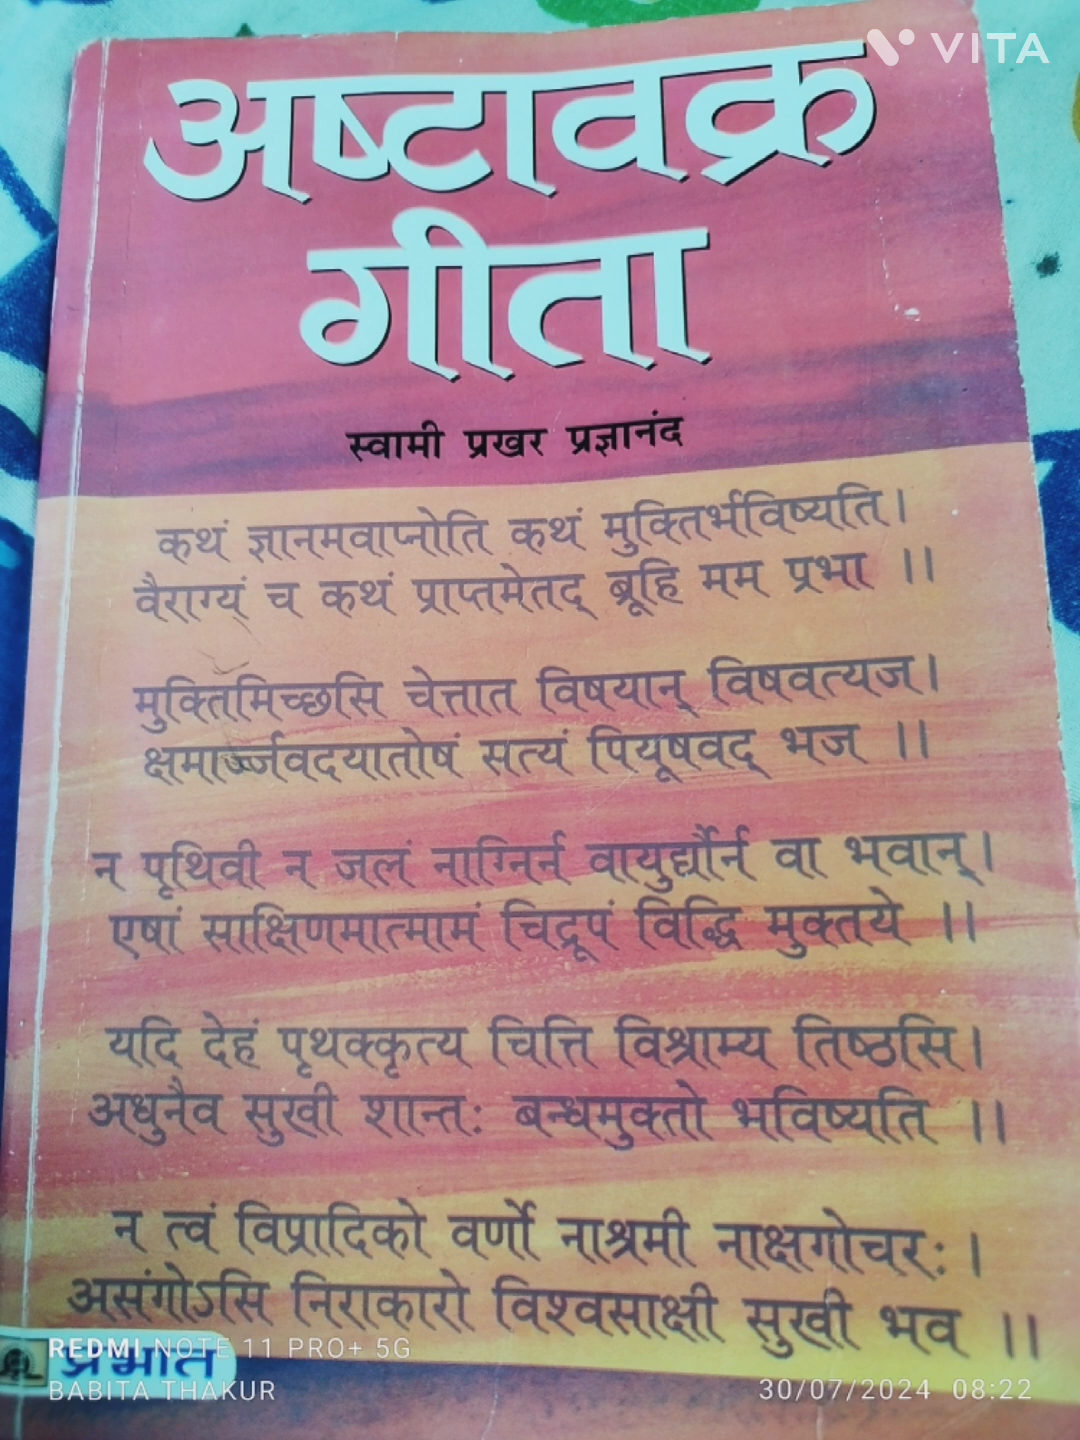 VITA
अष्टावक्र
गीता
स्वामी प्रखर प्रज्ञानंद
कथं ज्ञानमवाप्नोति कथं मुक्तिर्भविष्यति।
वैराग्यं च कथं प्राप्तमेतद् ब्रूहि मम प्रभा ।।
मुक्तिमिच्छसि चेत्तात विषयान् विषवत्यज।
क्षमार्ज्जवदयातोषं सत्यं पियूषवद् भज ।।
न पृथिवी न जलं नाग्निर्न वायुर्द्यौर्न वा भवान्।
एषां साक्षिणमात्मामं चिद्रूपं विद्धि मुक्तये ।।
यदि देहं पृथक्कृत्य चित्ति विश्राम्य तिष्ठसि।
अधुनैव सुखी शान्तः बन्धमुक्तो भविष्यति ।।
न त्वं विप्रादिको वर्णो नाश्रमी नाक्षगोचरः।
असंगोऽसि निराकारो विश्वसाक्षी सुखी भव ।।
प्रभात
REDMI NOTE 11 PRO+ 5G
BABITA THAKUR
30/07/2024 08:22